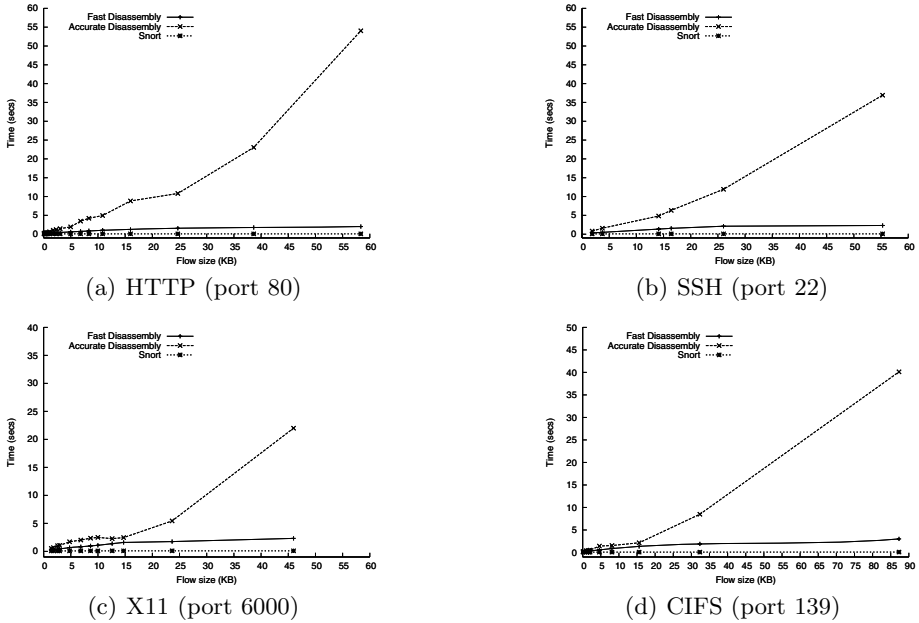 60
55
50
45
40
35
30
25
20
15
10
5
0
Time (secs)
Fast Disassembly
Accurate Disassembly
Snort
0 5 10 15 20 25 30 35 40 45 50 55 60
Flow size (KB)
(a) HTTP (port 80)
60
55
50
45
40
35
30
25
20
15
10
5
0
Time (secs)
Fast Disassembly
Accurate Disassembly
Snort
0 5 10 15 20 25 30 35 40 45 50 55 60
Flow size (KB)
(b) SSH (port 22)
40
35
30
25
20
15
10
5
0
Time (secs)
Fast Disassembly
Accurate Disassembly
Snort
0 5 10 15 20 25 30 35 40 45 50 55 60
Flow size (KB)
(c) X11 (port 6000)
50
45
40
35
30
25
20
15
10
5
0
Time (secs)
Fast Disassembly
Accurate Disassembly
Snort
0 5 10 15 20 25 30 35 40 45 50 55 60 65 70 75 80 85 90
Flow size (KB)
(d) CIFS (port 139)